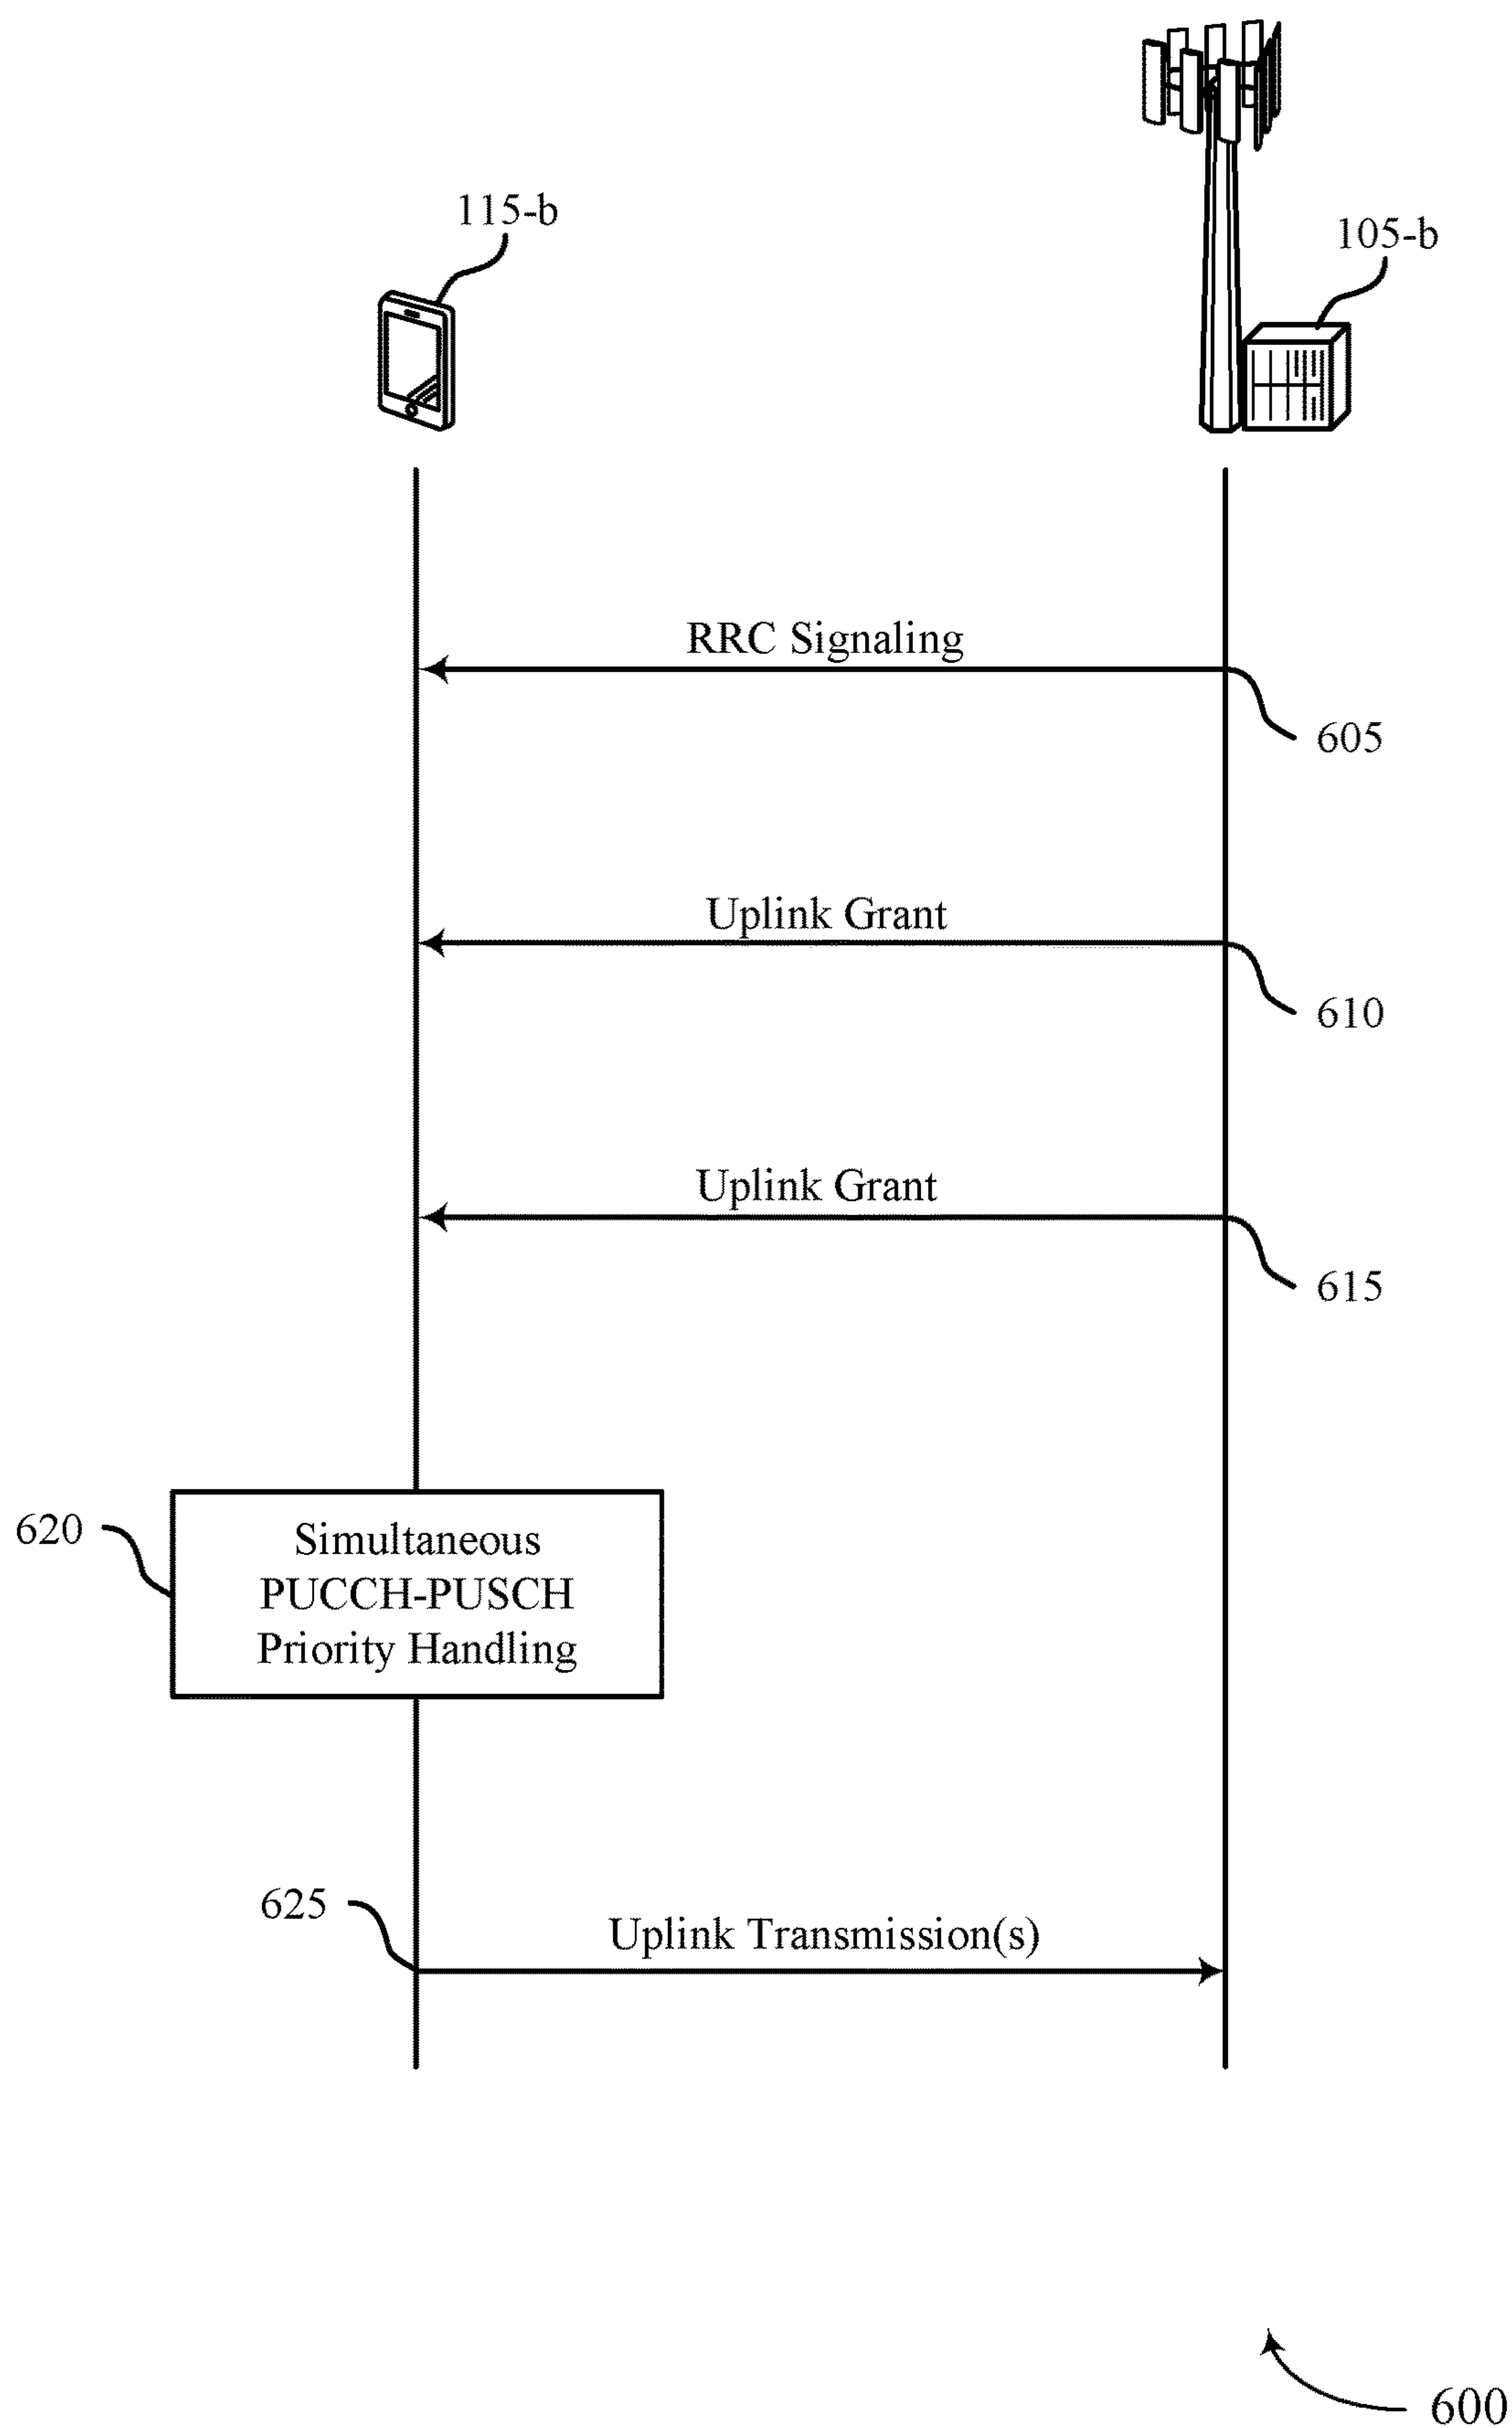 115-b
105-b
RRC Signaling
605
Uplink Grant
610
Uplink Grant
615
620
Simultaneous
PUCCH-PUSCH
Priority Handling
625
Uplink Transmission(s)
600